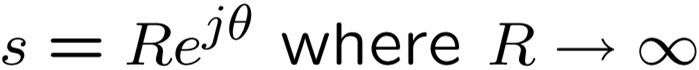 s = Re^{jθ} where R → ∞